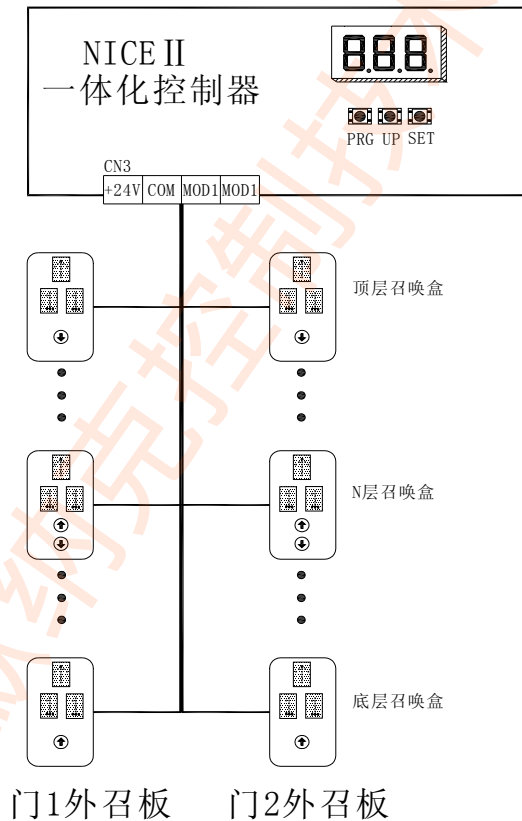 NICEⅡ
一体化控制器
8.8.8.
PRG UP SET
CN3
+24V COM MOD1 MOD1
顶层召唤盒
N层召唤盒
底层召唤盒
门1外召板 门2外召板